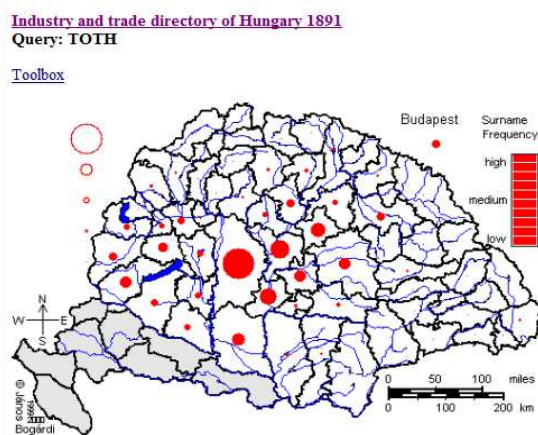 Industry and trade directory of Hungary 1891
Query: TOTH
Toolbox
Budapest
Surname
Frequency
high
medium
low
N
W E
S
0 50 100 miles
0 100 200 km
© János
Bogárdi